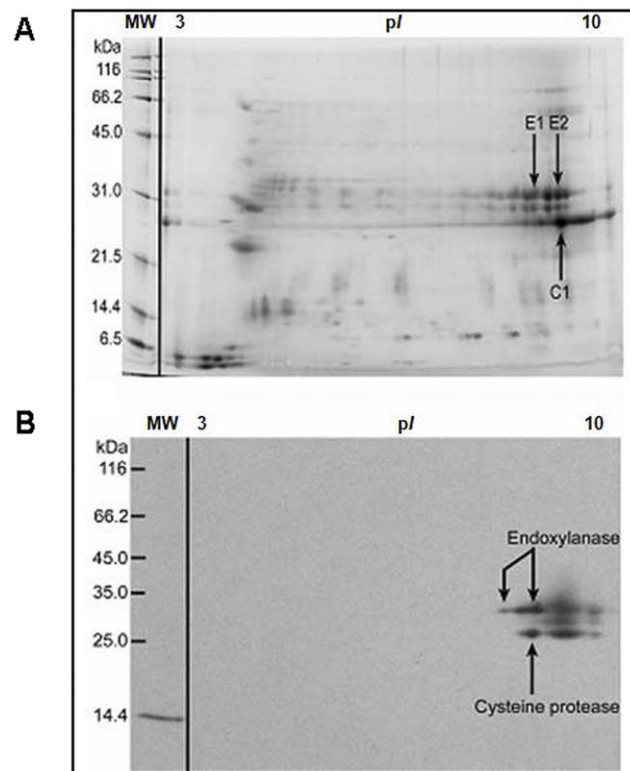 A
MW 3 pI 10
kDa
116
66.2
45.0
31.0
21.5
14.4
6.5
E1 E2
C1
B
MW 3 pI 10
kDa
116
66.2
45.0
35.0
25.0
14.4
Endoxylanase
Cysteine protease